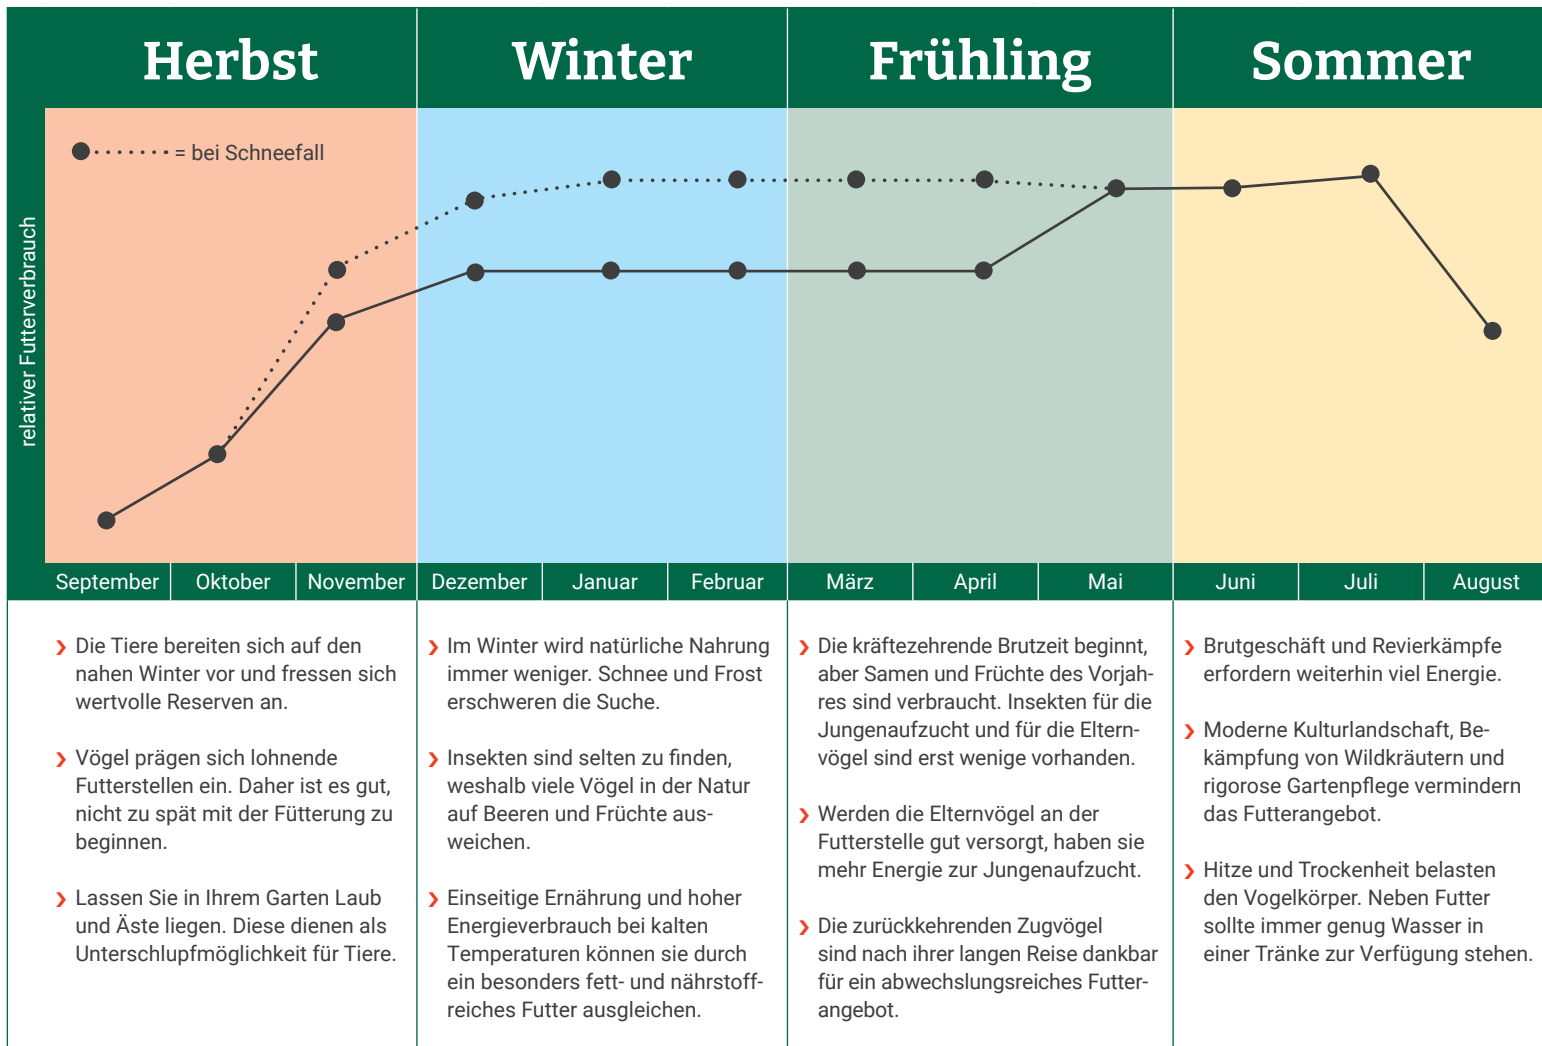 Herbst
Winter
Frühling
Sommer
= bei Schneefall
relativer Futterverbrauch
September
Oktober
November
Dezember
Januar
Februar
März
April
Mai
Juni
Juli
August
❯ Die Tiere bereiten sich auf den
nahen Winter vor und fressen sich
wertvolle Reserven an.
❯ Vögel prägen sich lohnende
Futterstellen ein. Daher ist es gut,
nicht zu spät mit der Fütterung zu
beginnen.
❯ Lassen Sie in Ihrem Garten Laub
und Äste liegen. Diese dienen als
Unterschlupfmöglichkeit für Tiere.
❯ Im Winter wird natürliche Nahrung
immer weniger. Schnee und Frost
erschweren die Suche.
❯ Insekten sind selten zu finden,
weshalb viele Vögel in der Natur
auf Beeren und Früchte aus-
weichen.
❯ Einseitige Ernährung und hoher
Energieverbrauch bei kalten
Temperaturen können sie durch
ein besonders fett- und nährstoff-
reiches Futter ausgleichen.
❯ Die kräftezehrende Brutzeit beginnt,
aber Samen und Früchte des Vorjah-
res sind verbraucht. Insekten für die
Jungenaufzucht und für die Eltern-
vögel sind erst wenige vorhanden.
❯ Werden die Elternvögel an der
Futterstelle gut versorgt, haben sie
mehr Energie zur Jungenaufzucht.
❯ Die zurückkehrenden Zugvögel
sind nach ihrer langen Reise dankbar
für ein abwechslungsreiches Futter-
angebot.
❯ Brutgeschäft und Revierkämpfe
erfordern weiterhin viel Energie.
❯ Moderne Kulturlandschaft, Be-
kämpfung von Wildkräutern und
rigorose Gartenpflege vermindern
das Futterangebot.
❯ Hitze und Trockenheit belasten
den Vogelkörper. Neben Futter
sollte immer genug Wasser in
einer Tränke zur Verfügung stehen.